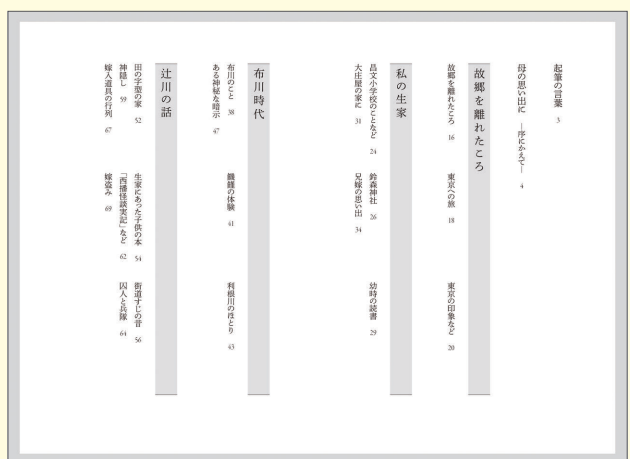 起筆の言葉 3
母の思い出に ―序にかえて― 4
故郷を離れたころ
故郷を離れたころ 16 東京への旅 18 東京の印象など 20
私の生家
昌文小学校のことなど 24 鈴森神社 26 幼時の読書 29
大庄屋の家に 31 兄嫁の思い出 34
布川時代
布川のこと 38 饑饉の体験 41 利根川のほとり 43
ある神秘な暗示 47
辻川の話
田の字型の家 52 生家にあった子供の本 54 街道すじの昔 56
神隠し 59 「西播怪談実記」など 62 囚人と兵隊 64
嫁入道具の行列 67 嫁盗み 69